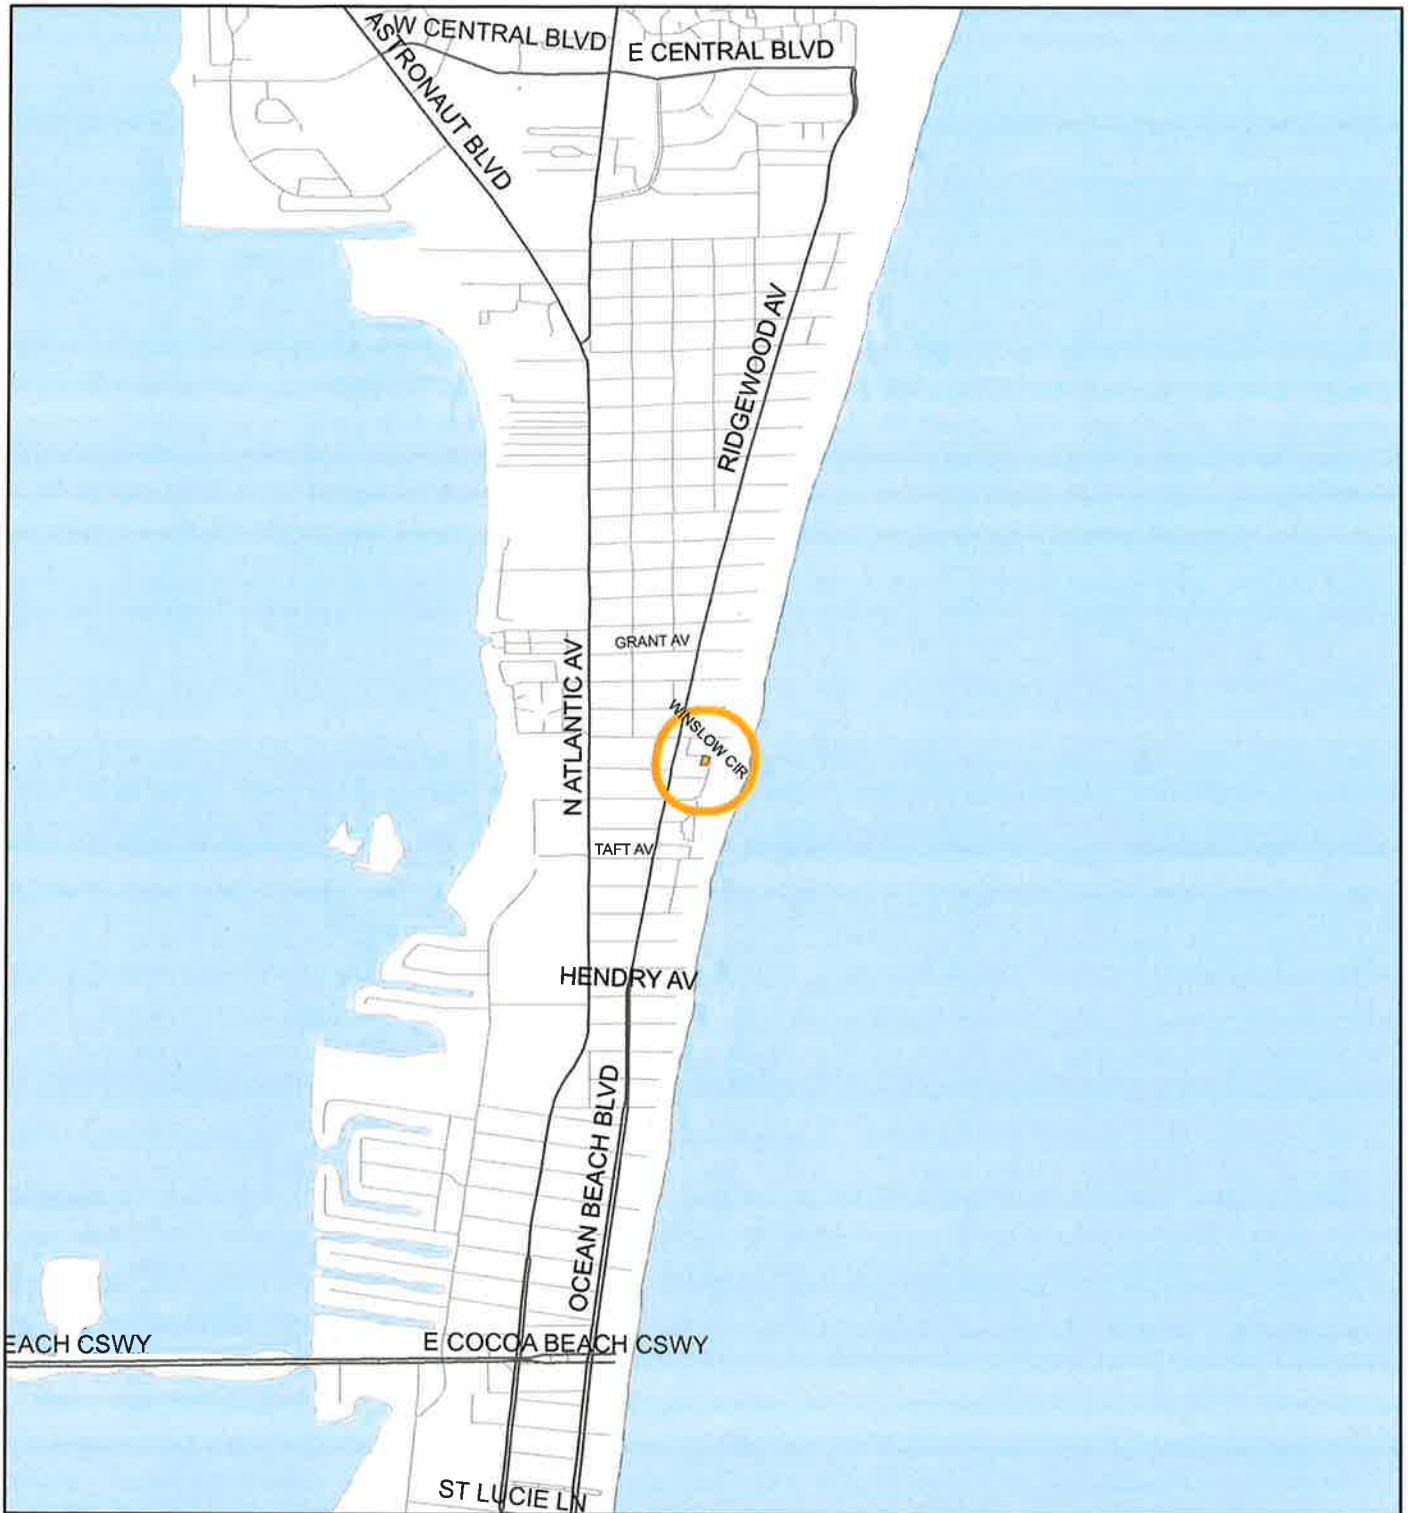 W CENTRAL BLVD
E CENTRAL BLVD
ASTRONAUT BLVD
RIDGEWOOD AV
GRANT AV
N ATLANTIC AV
WINSLOW CIR
TAFT AV
HENDRY AV
OCEAN BEACH BLVD
EACH CSWY
E COCOA BEACH CSWY
ST LUCIE LN